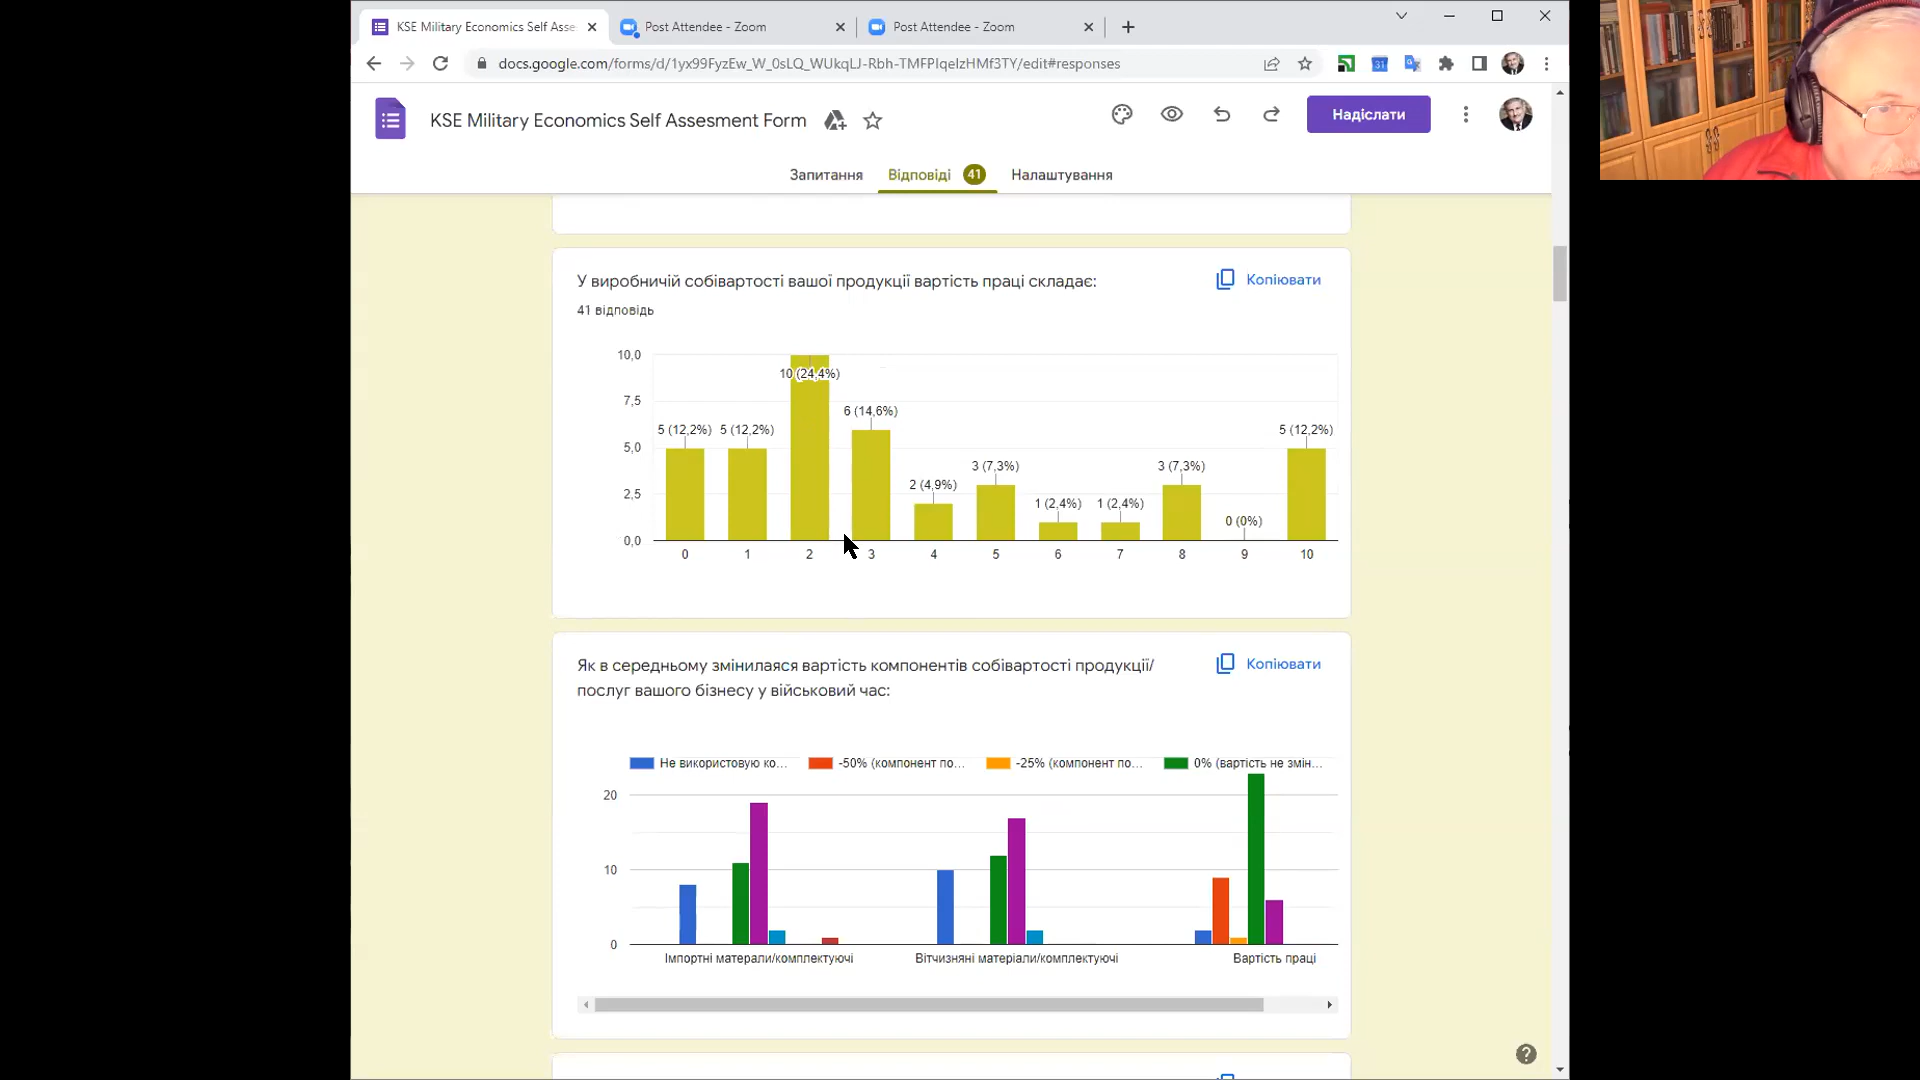 KSE Military Economics Self Asse
Post Attendee - Zoom
Post Attendee - Zoom
docs.google.com/forms/d/1yx99FyzEw_W_0sLQ_WUkqLJ-Rbh-TMFPIqelzHMf3TY/edit#responses
31
KSE Military Economics Self Assesment Form
Надіслати
Запитання
Відповіді 41
Налаштування
У виробничій собівартості вашої продукції вартість праці складає:
Копіювати
41 відповідь
10,0
7,5
5,0
2,5
0,0
5 (12,2%)
5 (12,2%)
10 (24,4%)
6 (14,6%)
2 (4,9%)
3 (7,3%)
1 (2,4%)
1 (2,4%)
3 (7,3%)
0 (0%)
5 (12,2%)
0 1 2 3 4 5 6 7 8 9 10
Як в середньому змінилаяся вартість компонентів собівартості продукції/
послуг вашого бізнесу у військовий час:
Копіювати
Не використовую ко...
-50% (компонент по...
-25% (компонент по...
0% (вартість не змін...
20
10
0
Імпортні матерали/комплектуючі
Вітчизняні матеріали/комплектуючі
Вартість праці